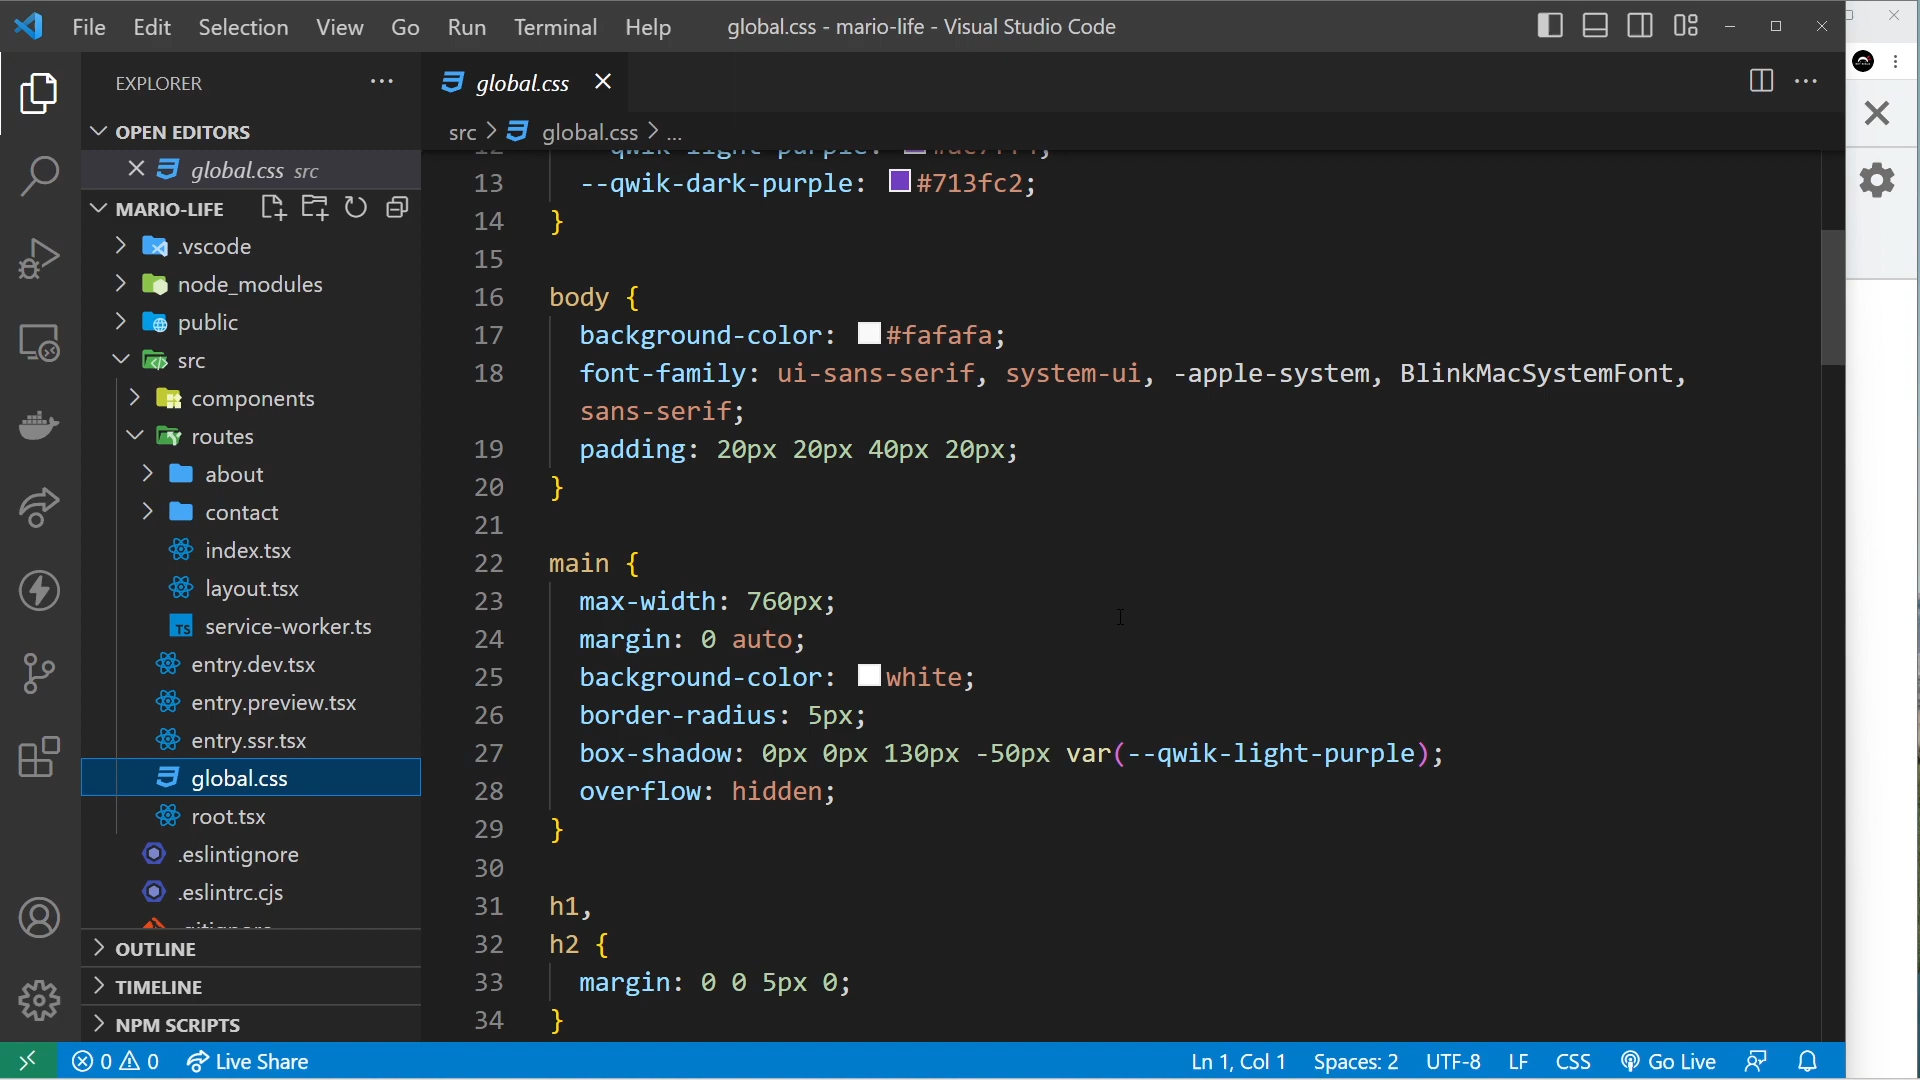 File Edit Selection View Go Run Terminal Help
global.css - mario-life - Visual Studio Code
EXPLORER
OPEN EDITORS
global.css src
MARIO-LIFE
.vscode
node_modules
public
src
components
routes
about
contact
index.tsx
layout.tsx
service-worker.ts
entry.dev.tsx
entry.preview.tsx
entry.ssr.tsx
global.css
root.tsx
.eslintignore
.eslintrc.cjs
OUTLINE
TIMELINE
NPM SCRIPTS
global.css
src > global.css > ...
13 --qwik-dark-purple: #713fc2;
14 }
15
16 body {
17 background-color: #fafafa;
18 font-family: ui-sans-serif, system-ui, -apple-system, BlinkMacSystemFont,
sans-serif;
19 padding: 20px 20px 40px 20px;
20 }
21
22 main {
23 max-width: 760px;
24 margin: 0 auto;
25 background-color: white;
26 border-radius: 5px;
27 box-shadow: 0px 0px 130px -50px var(--qwik-light-purple);
28 overflow: hidden;
29 }
30
31 h1,
32 h2 {
33 margin: 0 0 5px 0;
34 }
0 0 Live Share
Ln 1, Col 1 Spaces: 2 UTF-8 LF CSS Go Live